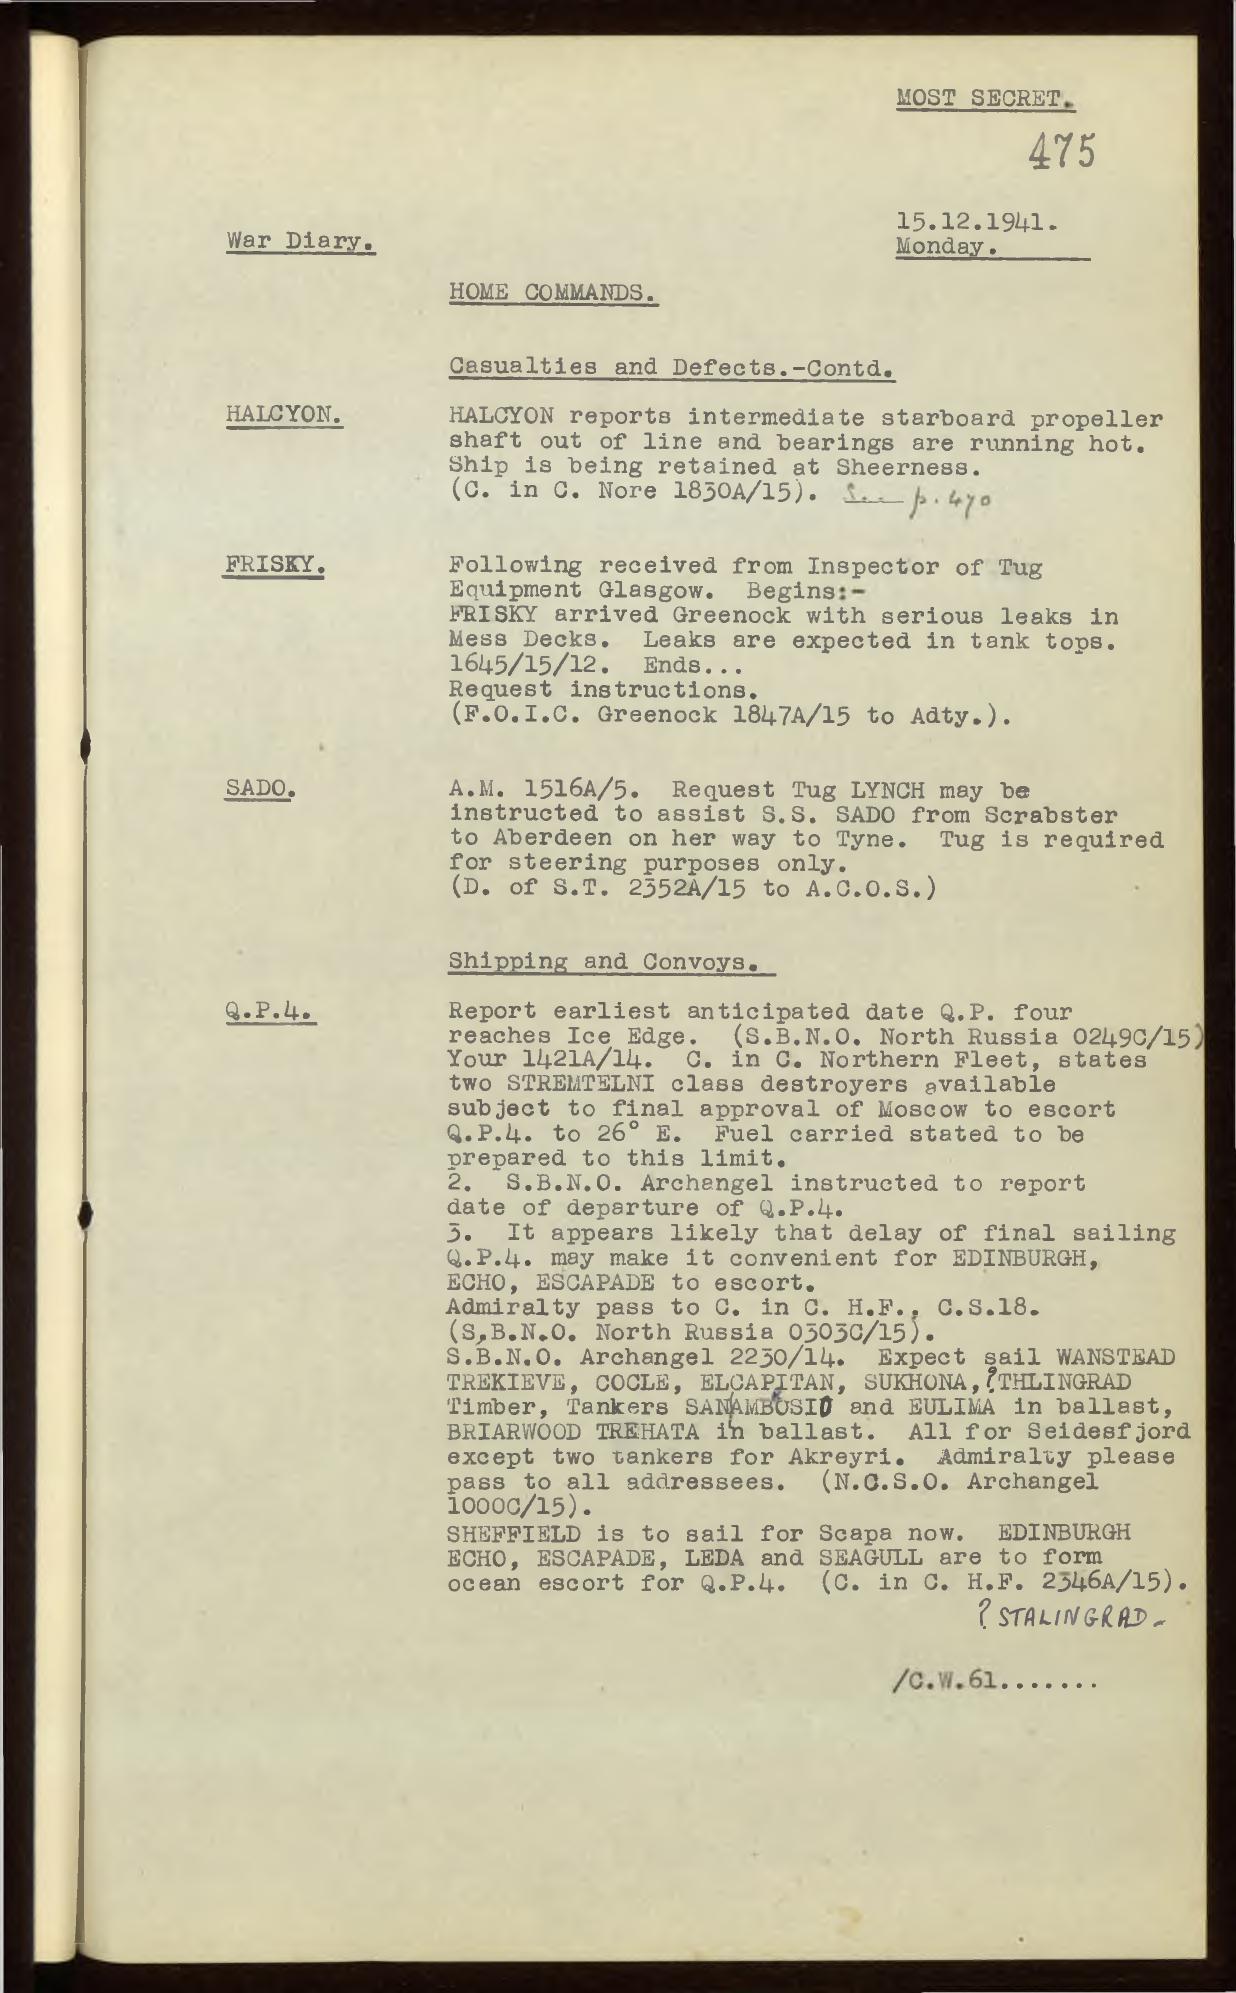 MOST SECRET.
475
15.12.1941.
War Diary.
Monday.
HOME COMMANDS.
Casualties and Defects.-Contd.
HALCYON.
HALCYON reports intermediate starboard propeller
shaft out of line and bearings are running hot.
Ship is being retained at Sheerness.
(C. in C. Nore 1830A/15). See p. 470
FRISKY.
Following received from Inspector of Tug
Equipment Glasgow. Begins:-
FRISKY arrived Greenock with serious leaks in
Mess Decks. Leaks are expected in tank tops.
1645/15/12. Ends...
Request instructions.
(F.O.I.C. Greenock 1847A/15 to Adty.).
SADO.
A.M. 1516A/5. Request Tug LYNCH may be
instructed to assist S.S. SADO from Scrabster
to Aberdeen on her way to Tyne. Tug is required
for steering purposes only.
(D. of S.T. 2352A/15 to A.C.O.S.)
Shipping and Convoys.
Q.P.4.
Report earliest anticipated date Q.P. four
reaches Ice Edge. (S.B.N.O. North Russia 0249C/15)
Your 1421A/14. C. in C. Northern Fleet, states
two STREMTELNI class destroyers available
subject to final approval of Moscow to escort
Q.P.4. to 26° E. Fuel carried stated to be
prepared to this limit.
2. S.B.N.O. Archangel instructed to report
date of departure of Q.P.4.
3. It appears likely that delay of final sailing
Q.P.4. may make it convenient for EDINBURGH,
ECHO, ESCAPADE to escort.
Admiralty pass to C. in C. H.F., C.S.18.
(S.B.N.O. North Russia 0303C/15).
S.B.N.O. Archangel 2230/14. Expect sail WANSTEAD
TREKIEVE, COCLE, ELCAPITAN, SUKHONA, ?THLINGRAD
Timber, Tankers SAN AMBOSIO and EULIMA in ballast,
BRIARWOOD TREHATA in ballast. All for Seidesfjord
except two tankers for Akreyri. Admiralty please
pass to all addressees. (N.C.S.O. Archangel
1000C/15).
SHEFFIELD is to sail for Scapa now. EDINBURGH
ECHO, ESCAPADE, LEDA and SEAGULL are to form
ocean escort for Q.P.4. (C. in C. H.F. 2346A/15).
? STALINGRAD -
/C.W.61.......